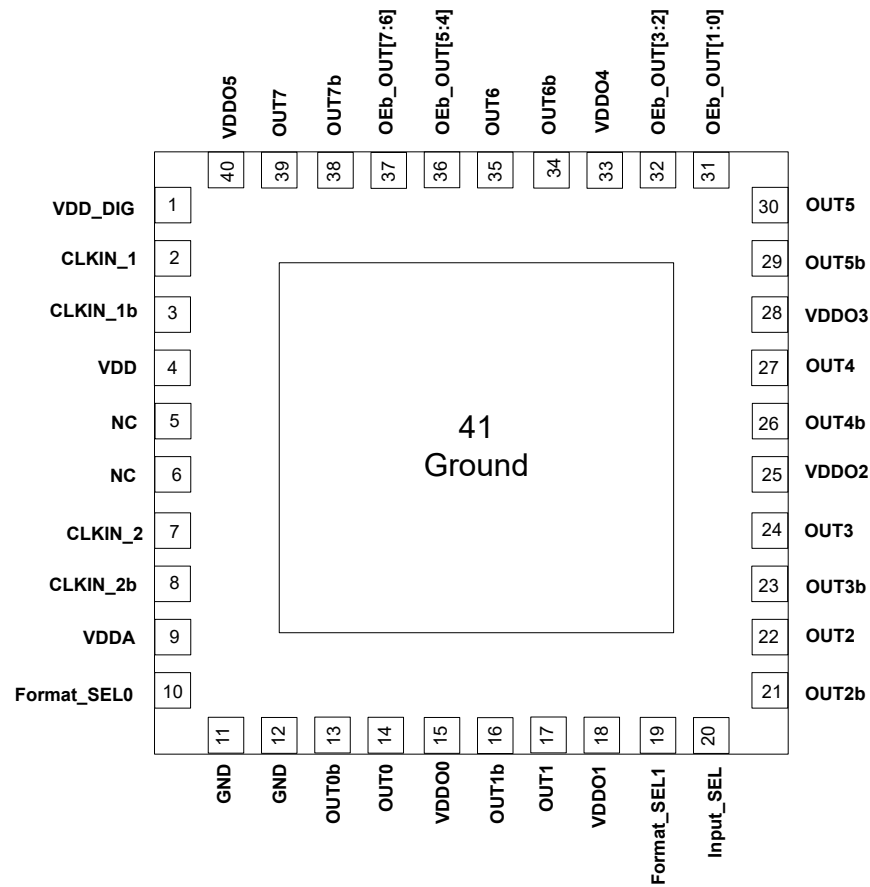 VDDO5 OUT7 OUT7b OEb_OUT[7:6] OEb_OUT[5:4] OUT6 OUT6b VDDO4 OEb_OUT[3:2] OEb_OUT[1:0]
40 39 38 37 36 35 34 33 32 31
VDD_DIG 1 30 OUT5
CLKIN_1 2 29 OUT5b
CLKIN_1b 3 28 VDDO3
VDD 4 27 OUT4
NC 5 26 OUT4b
41
Ground
NC 6 25 VDDO2
CLKIN_2 7 24 OUT3
CLKIN_2b 8 23 OUT3b
VDDA 9 22 OUT2
Format_SEL0 10 21 OUT2b
11 12 13 14 15 16 17 18 19 20
GND GND OUT0b OUT0 VDDO0 OUT1b OUT1 VDDO1 Format_SEL1 Input_SEL